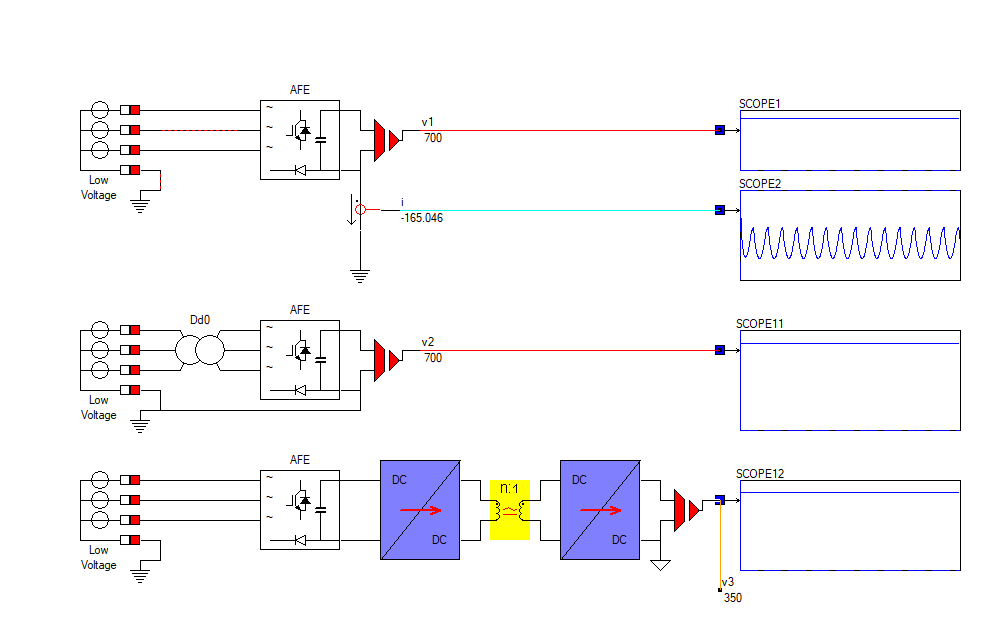 AFE
SCOPE1
~
~
~
v1
700
Low
Voltage
SCOPE2
i
-165.046
AFE
Dd0
SCOPE11
~
~
~
v2
700
Low
Voltage
AFE
SCOPE12
~
~
~
DC
DC
n:1
DC
DC
Low
Voltage
v3
350